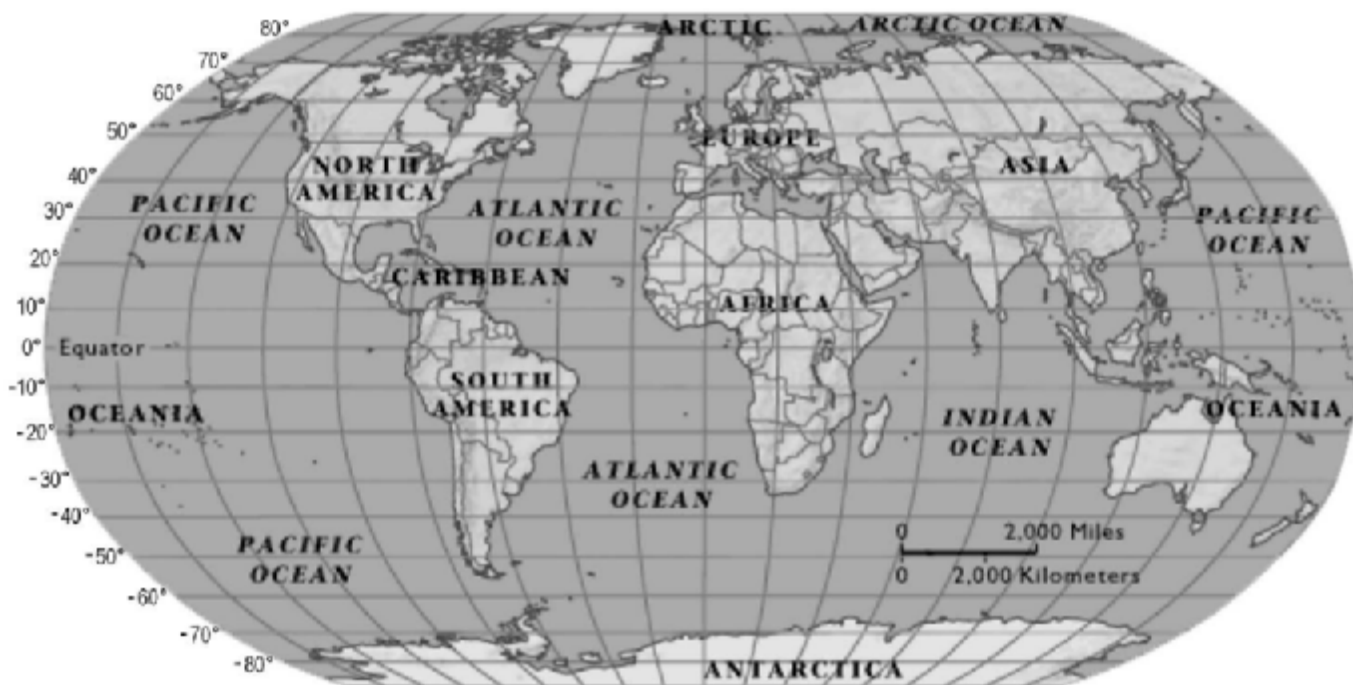 80°
ARCTIC
ARCTIC OCEAN
70°
60°
50°
EUROPE
NORTH
AMERICA
ASIA
40°
PACIFIC
OCEAN
ATLANTIC
OCEAN
PACIFIC
OCEAN
30°
20°
CARIBBEAN
AFRICA
10°
0°
Equator
-10°
SOUTH
AMERICA
OCEANIA
OCEANIA
INDIAN
OCEAN
-20°
ATLANTIC
OCEAN
-30°
-40°
0 2,000 Miles
0 2,000 Kilometers
PACIFIC
OCEAN
-50°
-60°
-70°
-80°
ANTARCTICA